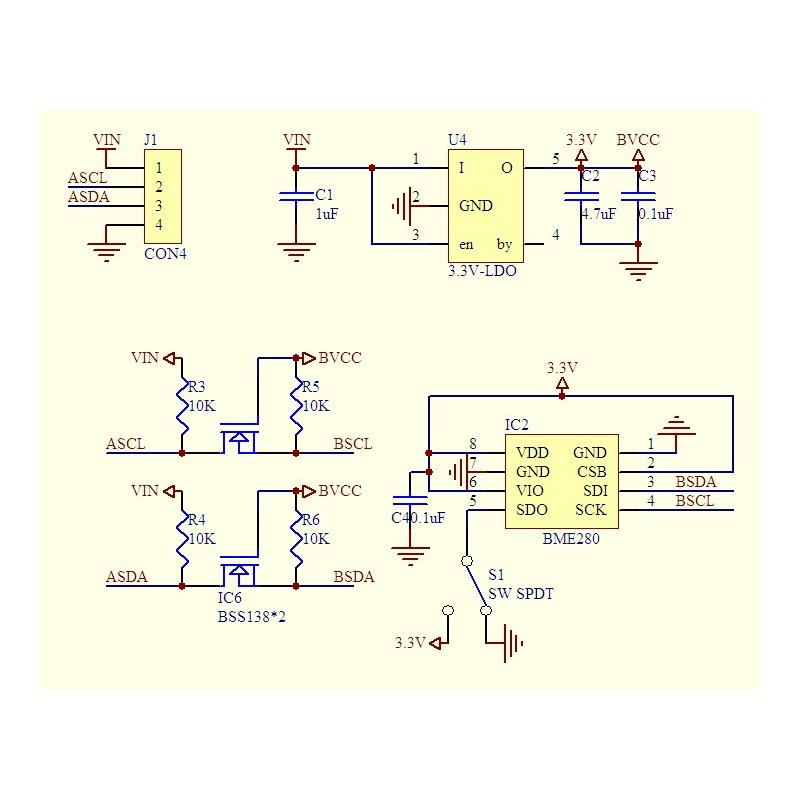 VIN J1
1
ASCL 2
ASDA 3
4
CON4
VIN
C1
1uF
U4
1 I O 5
2 GND
3 en by 4
3.3V-LDO
3.3V BVCC
C2 C3
4.7uF 0.1uF
VIN BVCC
R3 R5
10K 10K
ASCL BSCL
VIN BVCC
R4 R6
10K 10K
ASDA BSDA
IC6
BSS138*2
3.3V
IC2
8 VDD GND 1
7 GND CSB 2
6 VIO SDI 3 BSDA
5 SDO SCK 4 BSCL
C40.1uF
BME280
S1
SW SPDT
3.3V